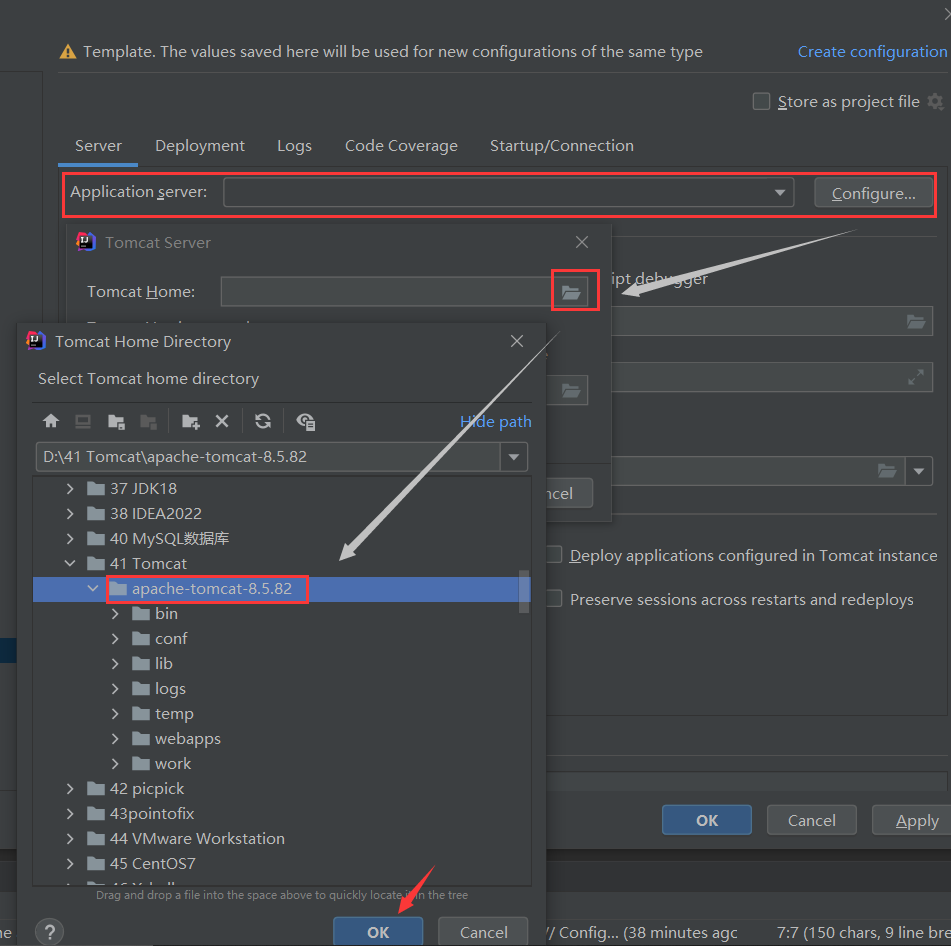 Template. The values saved here will be used for new configurations of the same type
Create configuration
Store as project file
Server
Deployment
Logs
Code Coverage
Startup/Connection
Application server:
Configure...
Tomcat Server
Tomcat Home:
ipt debugger
Tomcat Home Directory
Select Tomcat home directory
Hide path
D:\41 Tomcat\apache-tomcat-8.5.82
37 JDK18
38 IDEA2022
40 MySQL数据库
41 Tomcat
apache-tomcat-8.5.82
bin
conf
lib
logs
temp
webapps
work
42 picpick
43pointofix
44 VMware Workstation
45 CentOS7
Drag and drop a file into the space above to quickly locate it in the tree
OK
Cancel
?
ncel
Deploy applications configured in Tomcat instance
Preserve sessions across restarts and redeploys
OK
Cancel
Apply
ne
// Config... (38 minutes agc
7:7 (150 chars, 9 line bre